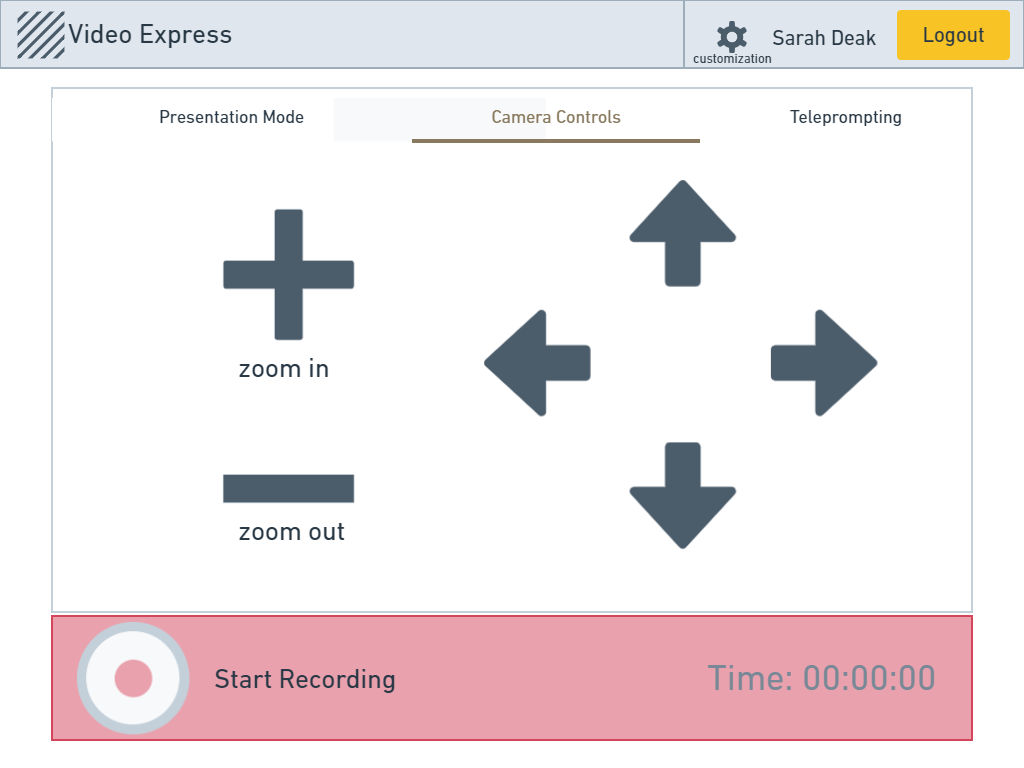 Video Express
customization
Sarah Deak
Logout
Presentation Mode
Camera Controls
Teleprompting
zoom in
zoom out
Start Recording
Time: 00:00:00